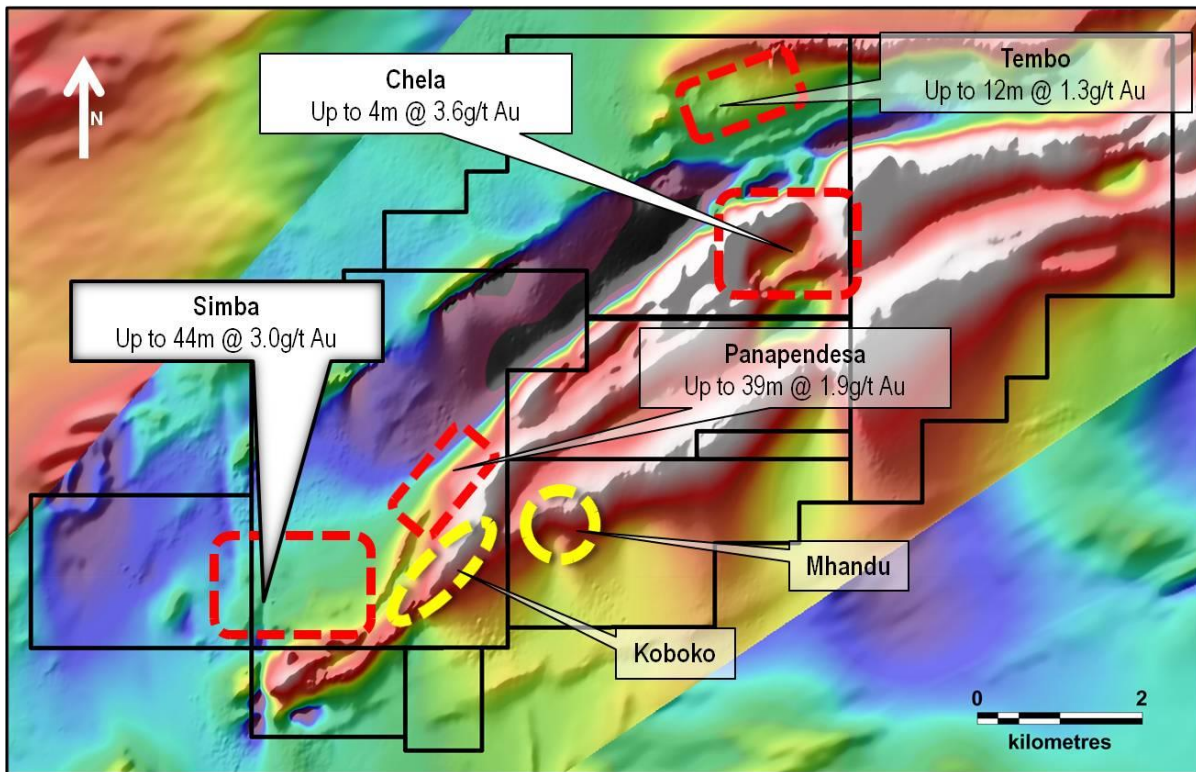 Chela
Up to 4m @ 3.6g/t Au
Tembo
Up to 12m @ 1.3g/t Au
N
Simba
Up to 44m @ 3.0g/t Au
Panapendesa
Up to 39m @ 1.9g/t Au
Mhandu
Koboko
0 2
kilometres